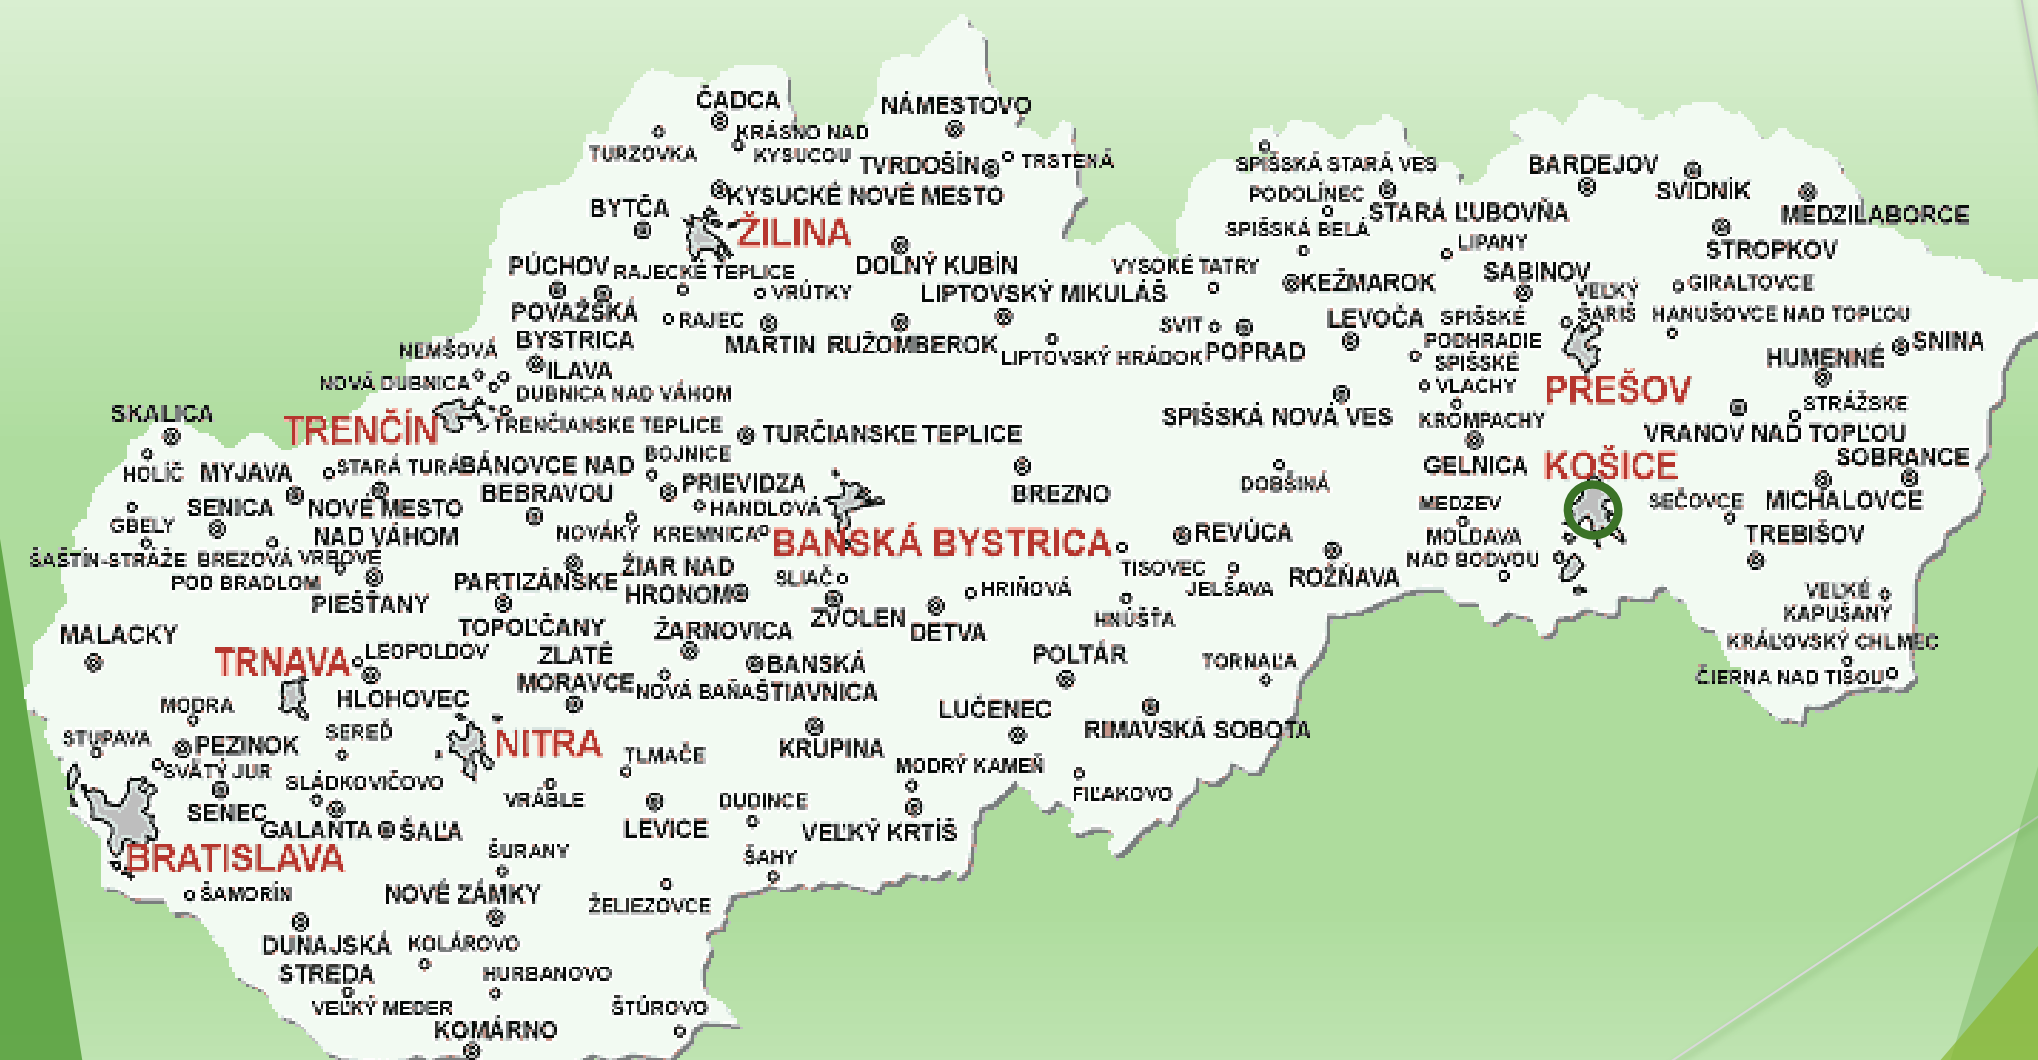 ČADCA
NÁMESTOVO
KRÁSNO NAD
KYSUCOU
TURZOVKA
TVRDOŠÍN
TRSTENÁ
SPIŠSKÁ STARÁ VES
BARDEJOV
SVIDNÍK
KYSUCKÉ NOVÉ MESTO
PODOLÍNEC
STARÁ ĽUBOVŇA
MEDZILABORCE
BYTČA
ŽILINA
SPIŠSKÁ BELÁ
LIPANY
STROPKOV
PÚCHOV
RAJECKÉ TEPLICE
DOLNÝ KUBÍN
VYSOKÉ TATRY
KEŽMAROK
SABINOV
GIRALTOVCE
VRÚTKY
LIPTOVSKÝ MIKULÁŠ
VEĽKÝ
ŠARIŠ
POVAŽSKÁ
BYSTRICA
RAJEC
SVIT
LEVOČA
SPIŠSKÉ
PODHRADIE
HANUŠOVCE NAD TOPĽOU
MARTIN
RUŽOMBEROK
LIPTOVSKÝ HRÁDOK
POPRAD
SNINA
HUMENNÉ
NEMŠOVÁ
ILAVA
SPIŠSKÉ
VLACHY
NOVÁ DUBNICA
DUBNICA NAD VÁHOM
PREŠOV
STRÁŽSKE
SKALICA
TRENČÍN
TRENČIANSKE TEPLICE
TURČIANSKE TEPLICE
SPIŠSKÁ NOVÁ VES
KROMPACHY
VRANOV NAD TOPĽOU
HOLÍČ
MYJAVA
STARÁ TURÁ
BÁNOVCE NAD
BEBRAVOU
BOJNICE
PRIEVIDZA
BREZNO
DOBŠINÁ
GELNICA
KOŠICE
SOBRANCE
SENICA
NOVÉ MESTO
NAD VÁHOM
HANDLOVÁ
MEDZEV
SEČOVCE
MICHALOVCE
GBELY
NOVÁKY
KREMNICA
BANSKÁ BYSTRICA
REVÚCA
MOLDAVA
NAD BODVOU
TREBIŠOV
ŠAŠTÍN-STRÁŽE
BREZOVÁ
POD BRADLOM
VRBOVÉ
PARTIZÁNSKE
ŽIAR NAD
HRONOM
SLIAČ
HRIŇOVÁ
TISOVEC
JELŠAVA
ROŽŇAVA
PIEŠŤANY
ZVOLEN
DETVA
HNÚŠŤA
VEĽKÉ
KAPUŠANY
MALACKY
TOPOĽČANY
ŽARNOVICA
KRÁĽOVSKÝ CHLMEC
TRNAVA
LEOPOLDOV
ZLATÉ
MORAVCE
BANSKÁ
ŠTIAVNICA
POLTÁR
TORNAĽA
ČIERNA NAD TISOU
MODRA
HLOHOVEC
NOVÁ BAŇA
LUČENEC
RIMAVSKÁ SOBOTA
STUPAVA
PEZINOK
SEREĎ
NITRA
TLMAČE
KRUPINA
MODRÝ KAMEŇ
SVÄTÝ JUR
SLÁDKOVIČOVO
VRÁBLE
DUDINCE
FIĽAKOVO
SENEC
GALANTA
ŠAĽA
LEVICE
VEĽKÝ KRTÍŠ
BRATISLAVA
ŠURANY
ŠAHY
ŠAMORÍN
NOVÉ ZÁMKY
ŽELIEZOVCE
DUNAJSKÁ
STREDA
KOLÁROVO
HURBANOVO
VEĽKÝ MEDER
ŠTÚROVO
KOMÁRNO